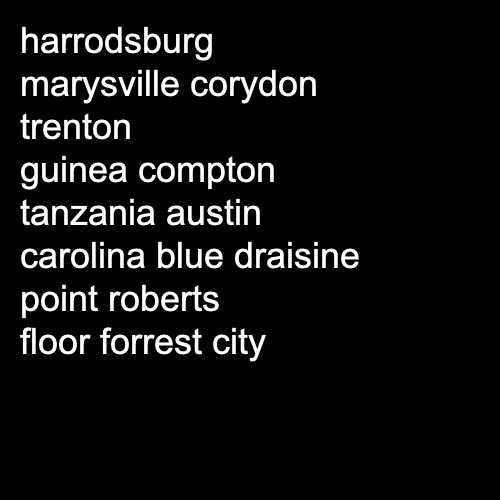 harrodsburg
marysville corydon
trenton
guinea compton
tanzania austin
carolina blue draisine
point roberts
floor forrest city